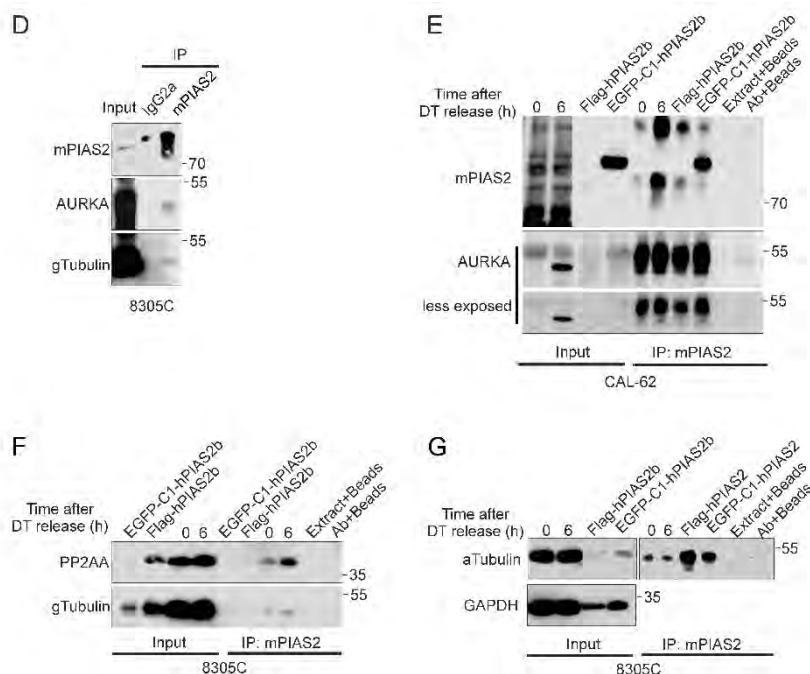 D
IP
Input
IgG2a
mPIAS2
mPIAS2
70
55
AURKA
55
gTubulin
8305C
E
Time after
DT release (h)
0
6
Flag-hPIAS2b
EGFP-C1-hPIAS2b
0
6
Flag-hPIAS2b
EGFP-C1-hPIAS2b
Extract+Beads
Ab+Beads
mPIAS2
70
AURKA
55
less exposed
55
Input
IP: mPIAS2
CAL-62
F
Time after
DT release (h)
EGFP-C1-hPIAS2b
Flag-hPIAS2b
0
6
EGFP-C1-hPIAS2b
Flag-hPIAS2b
0
6
Extract+Beads
Ab+Beads
PP2AA
35
gTubulin
55
Input
IP: mPIAS2
8305C
G
Time after
DT release (h)
0
6
Flag-hPIAS2b
EGFP-C1-hPIAS2b
0
6
Flag-hPIAS2
EGFP-C1-hPIAS2
Extract+Beads
Ab+Beads
aTubulin
55
GAPDH
35
Input
IP: mPIAS2
8305C